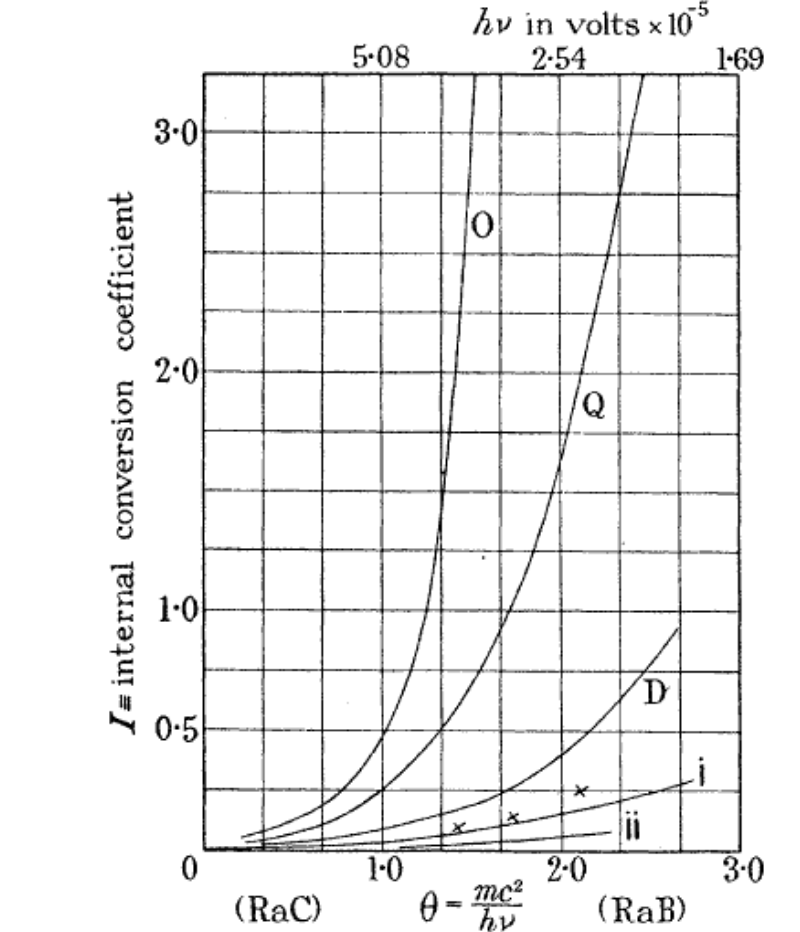 hν in volts ×10⁻⁵
5·08 2·54 1·69
3·0
O
2·0
Q
1·0
D
0·5
i
ii
I ≡ internal conversion coefficient
0 1·0 2·0 3·0
(RaC) θ = mc²/hν (RaB)